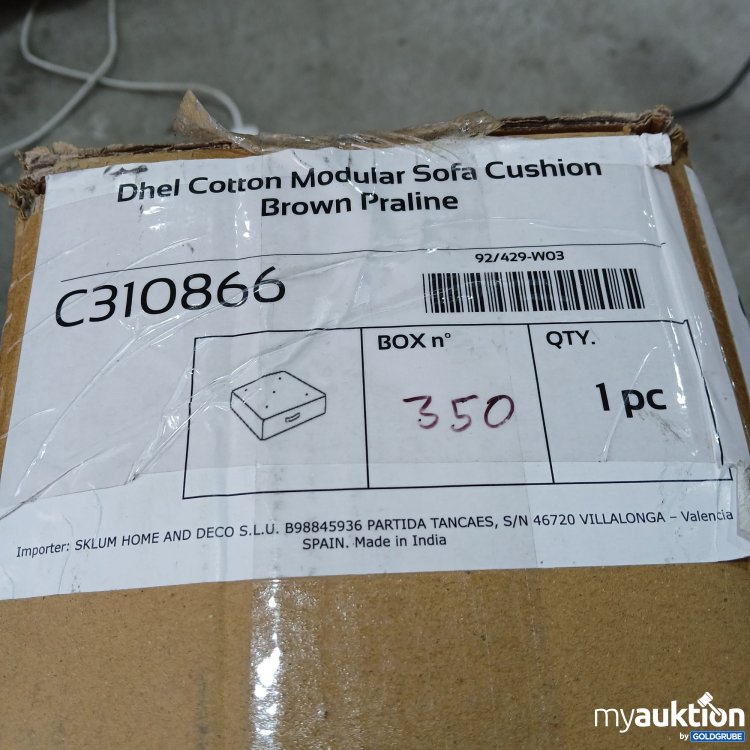 Dhel Cotton Modular Sofa Cushion
Brown Praline
92/429-W03
C310866
BOX n°
QTY.
350
1 pc
Importer: SKLUM HOME AND DECO S.L.U. B98845936 PARTIDA TANCAES, S/N 46720 VILLALONGA – Valencia
SPAIN. Made in India
myauktion
by GOLDGRUBE